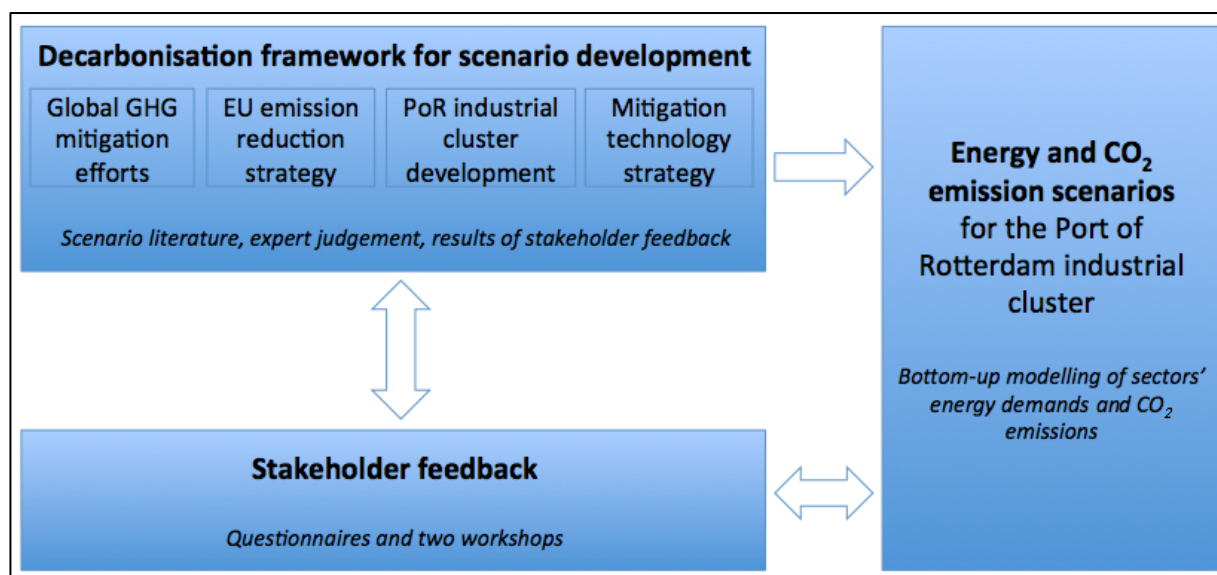 Decarbonisation framework for scenario development
Global GHG
mitigation
efforts
EU emission
reduction
strategy
PoR industrial
cluster
development
Mitigation
technology
strategy
Scenario literature, expert judgement, results of stakeholder feedback
Energy and CO₂
emission scenarios
for the Port of
Rotterdam industrial
cluster
Bottom-up modelling of sectors’
energy demands and CO₂
emissions
Stakeholder feedback
Questionnaires and two workshops